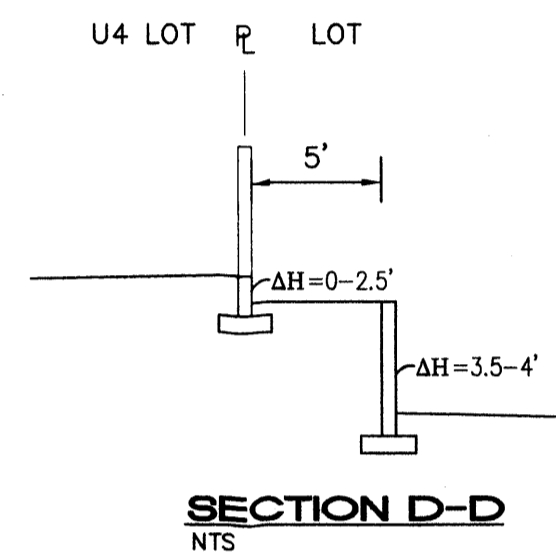 U4 LOT ℄ LOT
5'
ΔH=0-2.5'
ΔH=3.5-4'
SECTION D-D
NTS